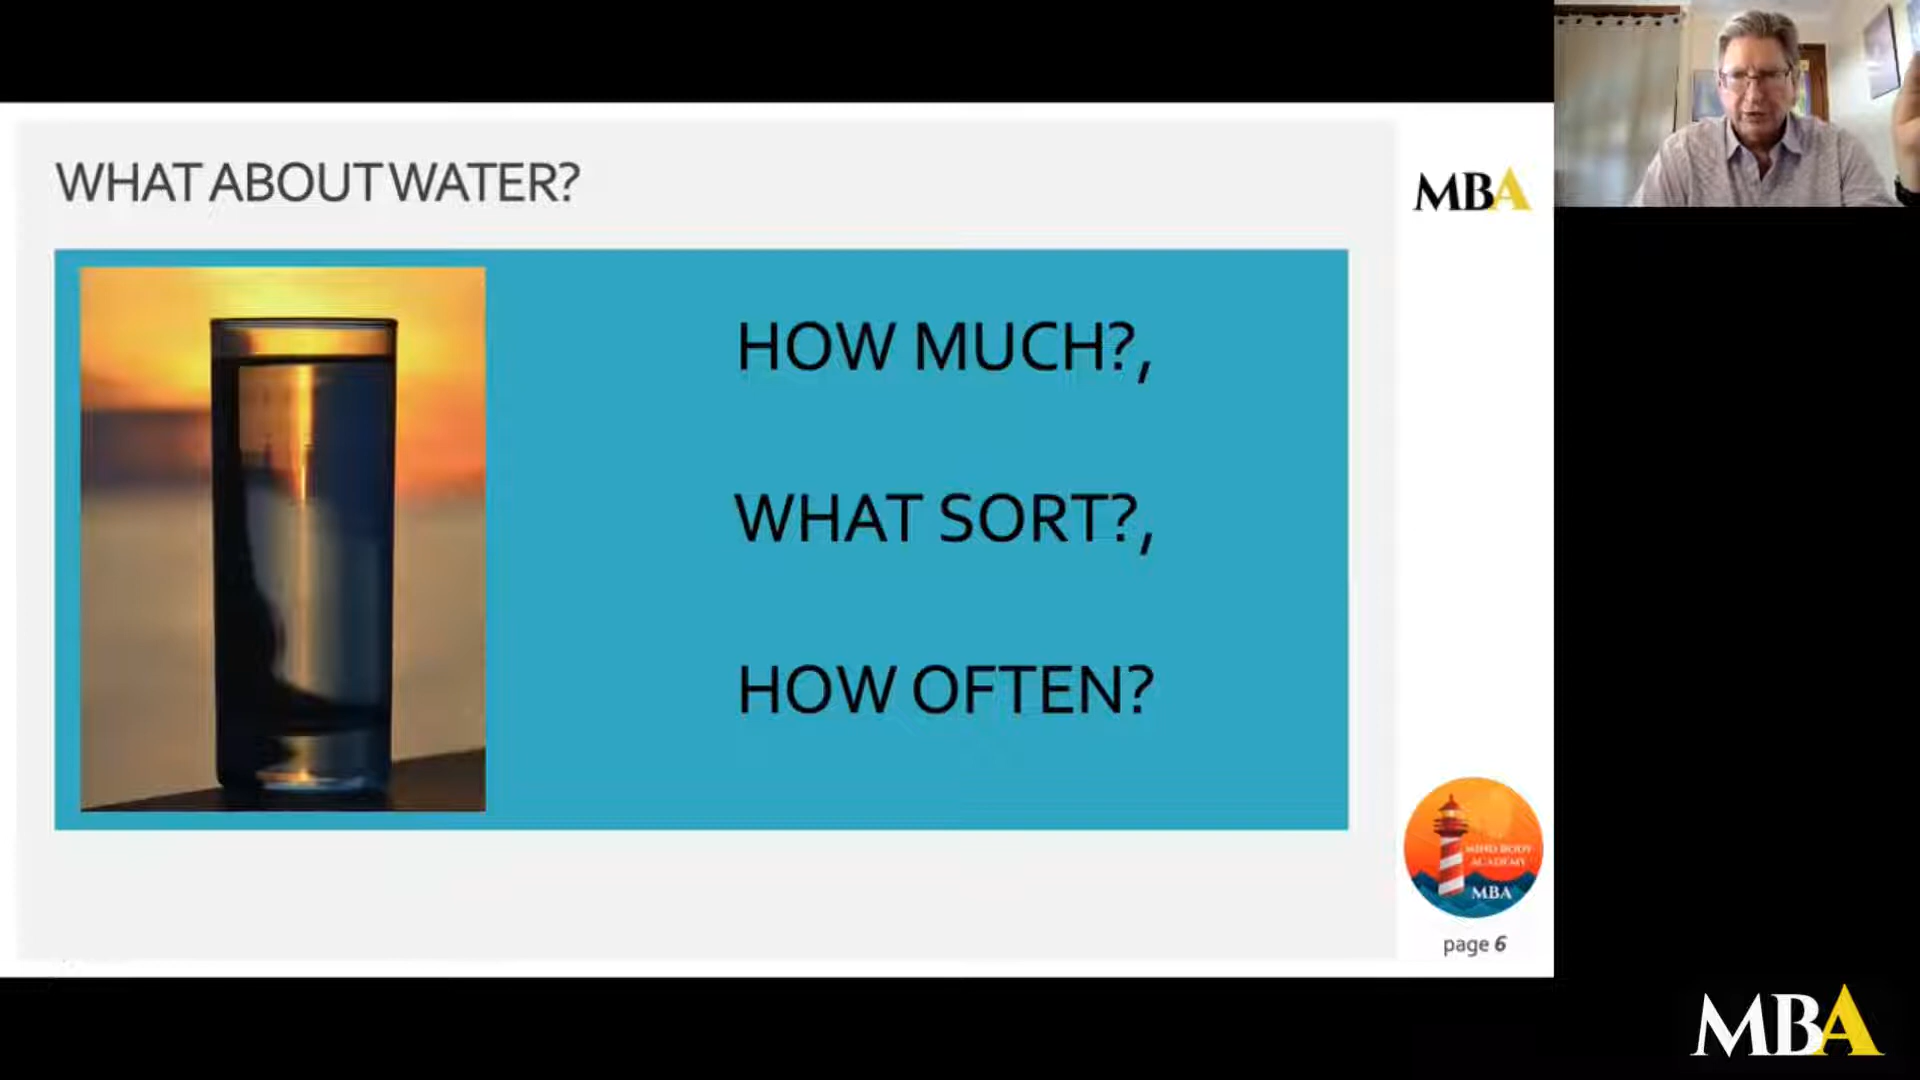 WHAT ABOUT WATER?
MBA
HOW MUCH?,
WHAT SORT?,
HOW OFTEN?
MIND BODY
ACADEMY
MBA
page 6
MBA